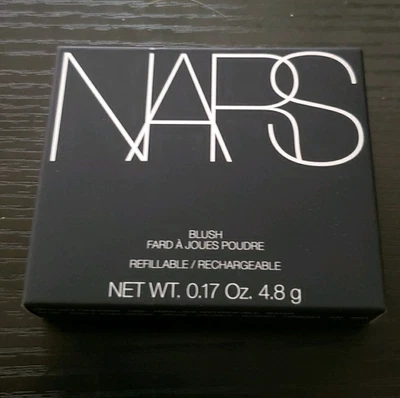 NARS
BLUSH
FARD À JOUES POUDRE
REFILLABLE / RECHARGEABLE
NET WT. 0.17 Oz. 4.8 g